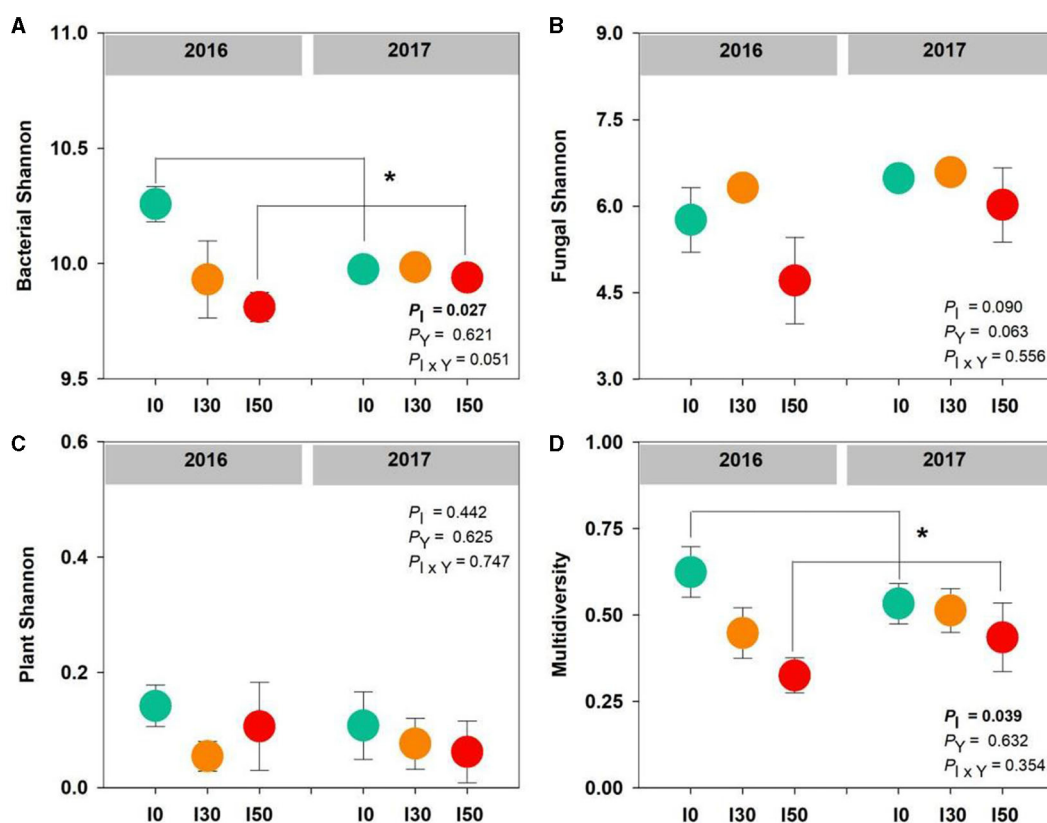 A
2016
2017
11.0
10.5
10.0
9.5
Bacterial Shannon
*
P_I = 0.027
P_Y = 0.621
P_I x Y = 0.051
I0 I30 I50 I0 I30 I50
B
2016
2017
9.0
7.5
6.0
4.5
3.0
Fungal Shannon
P_I = 0.090
P_Y = 0.063
P_I x Y = 0.556
I0 I30 I50 I0 I30 I50
C
2016
2017
0.6
0.4
0.2
0.0
Plant Shannon
P_I = 0.442
P_Y = 0.625
P_I x Y = 0.747
I0 I30 I50 I0 I30 I50
D
2016
2017
1.00
0.75
0.50
0.25
0.00
Multidiversity
*
P_I = 0.039
P_Y = 0.632
P_I x Y = 0.354
I0 I30 I50 I0 I30 I50